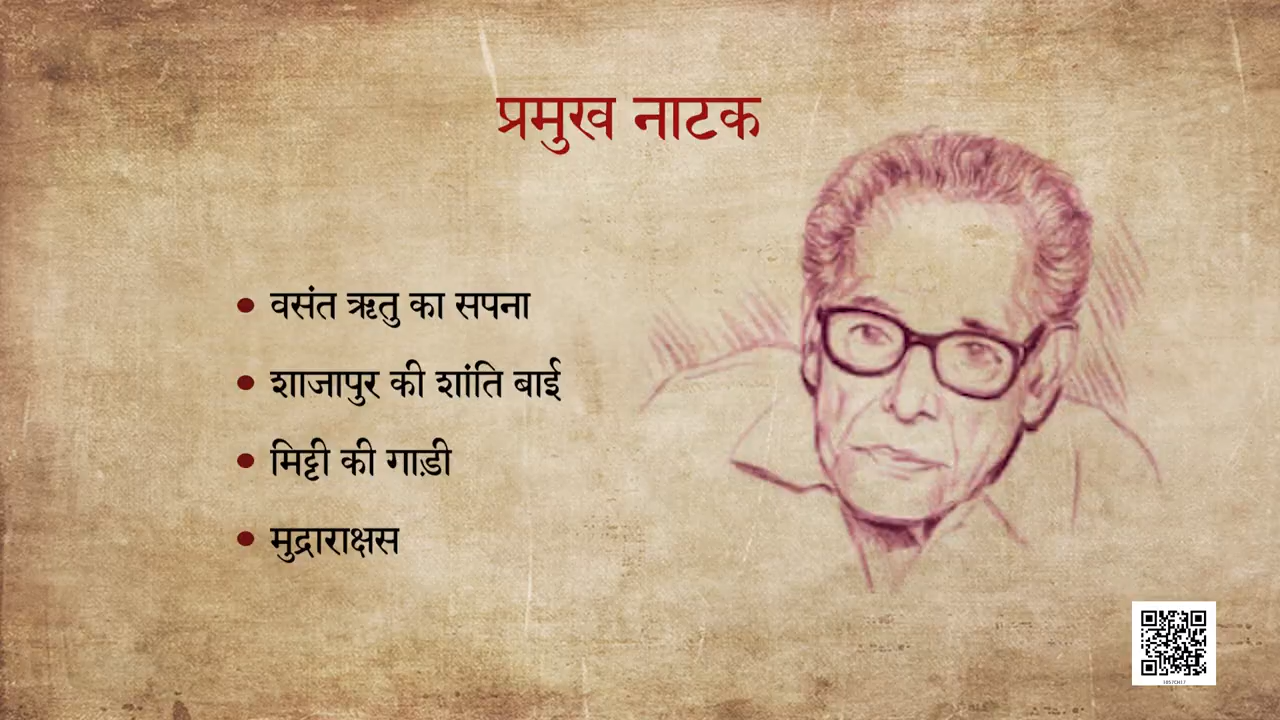 प्रमुख नाटक
वसंत ऋतु का सपना
शाजापुर की शांति बाई
मिट्टी की गाड़ी
मुद्राराक्षस